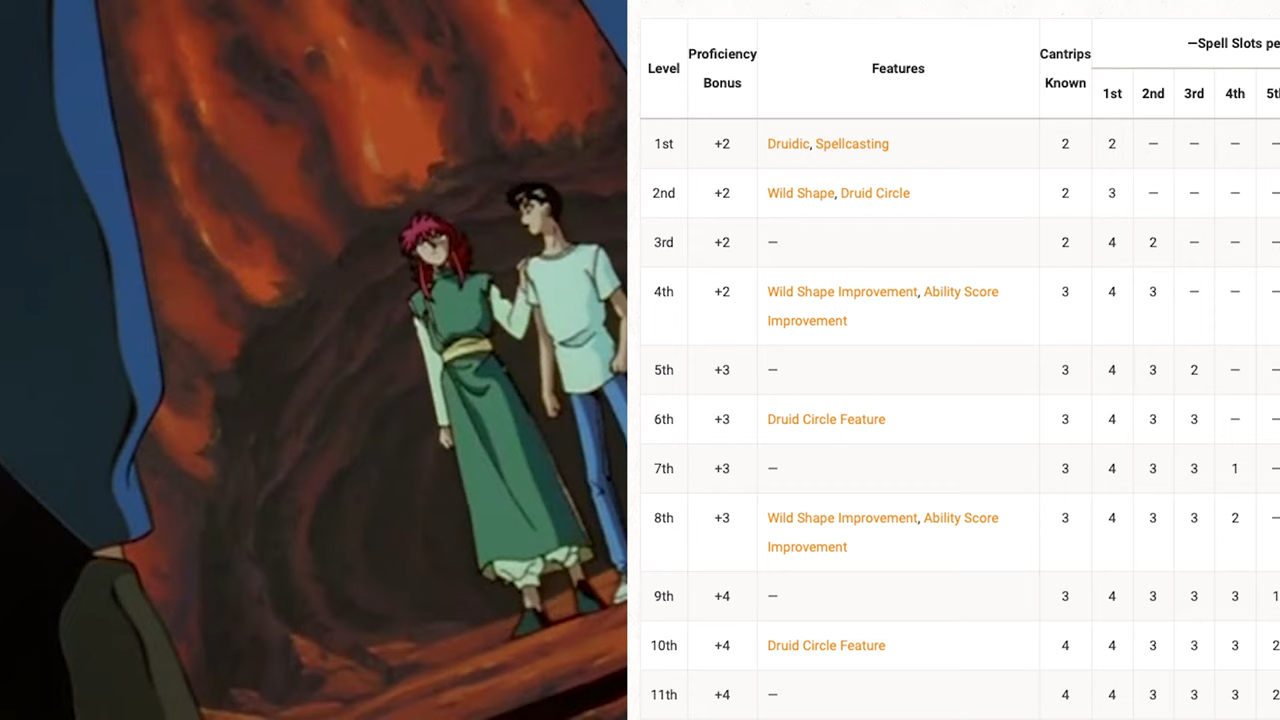 —Spell Slots pe
Level Proficiency Bonus Features Cantrips Known 1st 2nd 3rd 4th 5t
1st +2 Druidic, Spellcasting 2 2 — — — —
2nd +2 Wild Shape, Druid Circle 2 3 — — — —
3rd +2 — 2 4 2 — — —
4th +2 Wild Shape Improvement, Ability Score 3 4 3 — — —
Improvement
5th +3 — 3 4 3 2 — —
6th +3 Druid Circle Feature 3 4 3 3 — —
7th +3 — 3 4 3 3 1 —
8th +3 Wild Shape Improvement, Ability Score 3 4 3 3 2 —
Improvement
9th +4 — 3 4 3 3 3 1
10th +4 Druid Circle Feature 4 4 3 3 3 2
11th +4 — 4 4 3 3 3 2